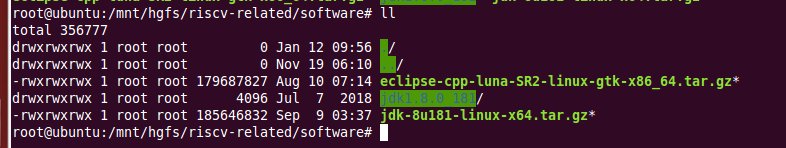 root@ubuntu:/mnt/hgfs/riscv-related/software# ll
total 356777
drwxrwxrwx 1 root root 0 Jan 12 09:56 ./
drwxrwxrwx 1 root root 0 Nov 19 06:10 ../
-rwxrwxrwx 1 root root 179687827 Aug 10 07:14 eclipse-cpp-luna-SR2-linux-gtk-x86_64.tar.gz*
drwxrwxrwx 1 root root 4096 Jul 7 2018 jdk1.8.0_181/
-rwxrwxrwx 1 root root 185646832 Sep 9 03:37 jdk-8u181-linux-x64.tar.gz*
root@ubuntu:/mnt/hgfs/riscv-related/software#